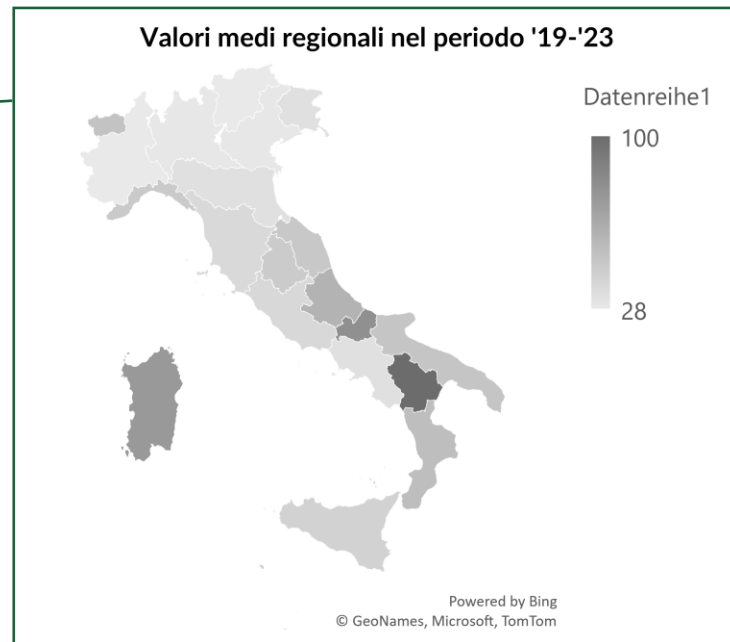 Valori medi regionali nel periodo '19-'23
Datenreihe1
100
28
Powered by Bing
© GeoNames, Microsoft, TomTom